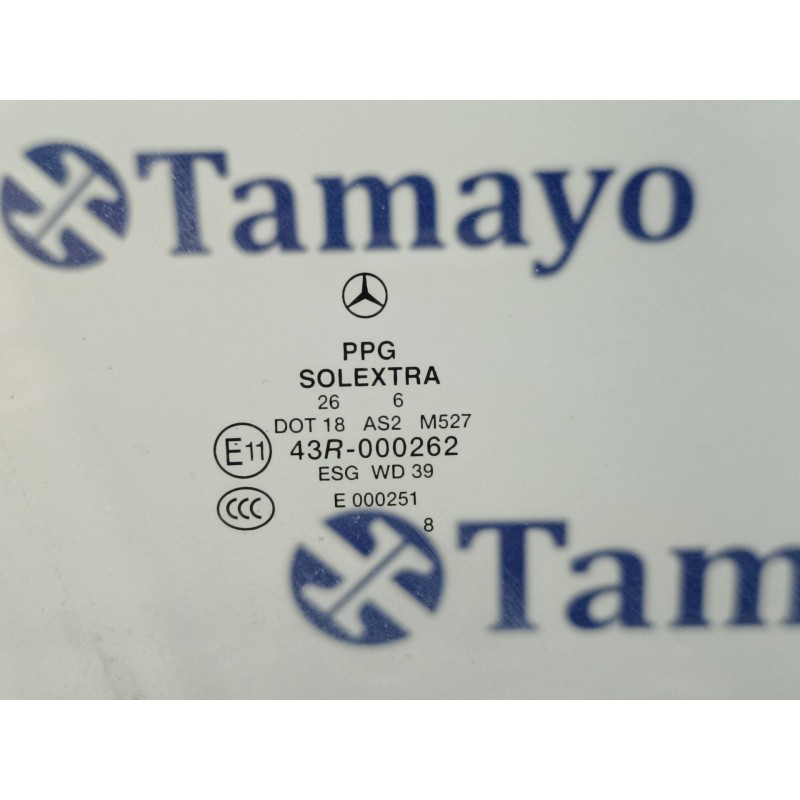 Tamayo
PPG
SOLEXTRA
26 6
DOT 18 AS2 M527
E11 43R-000262
ESG WD 39
CCC E 000251
8
Tam